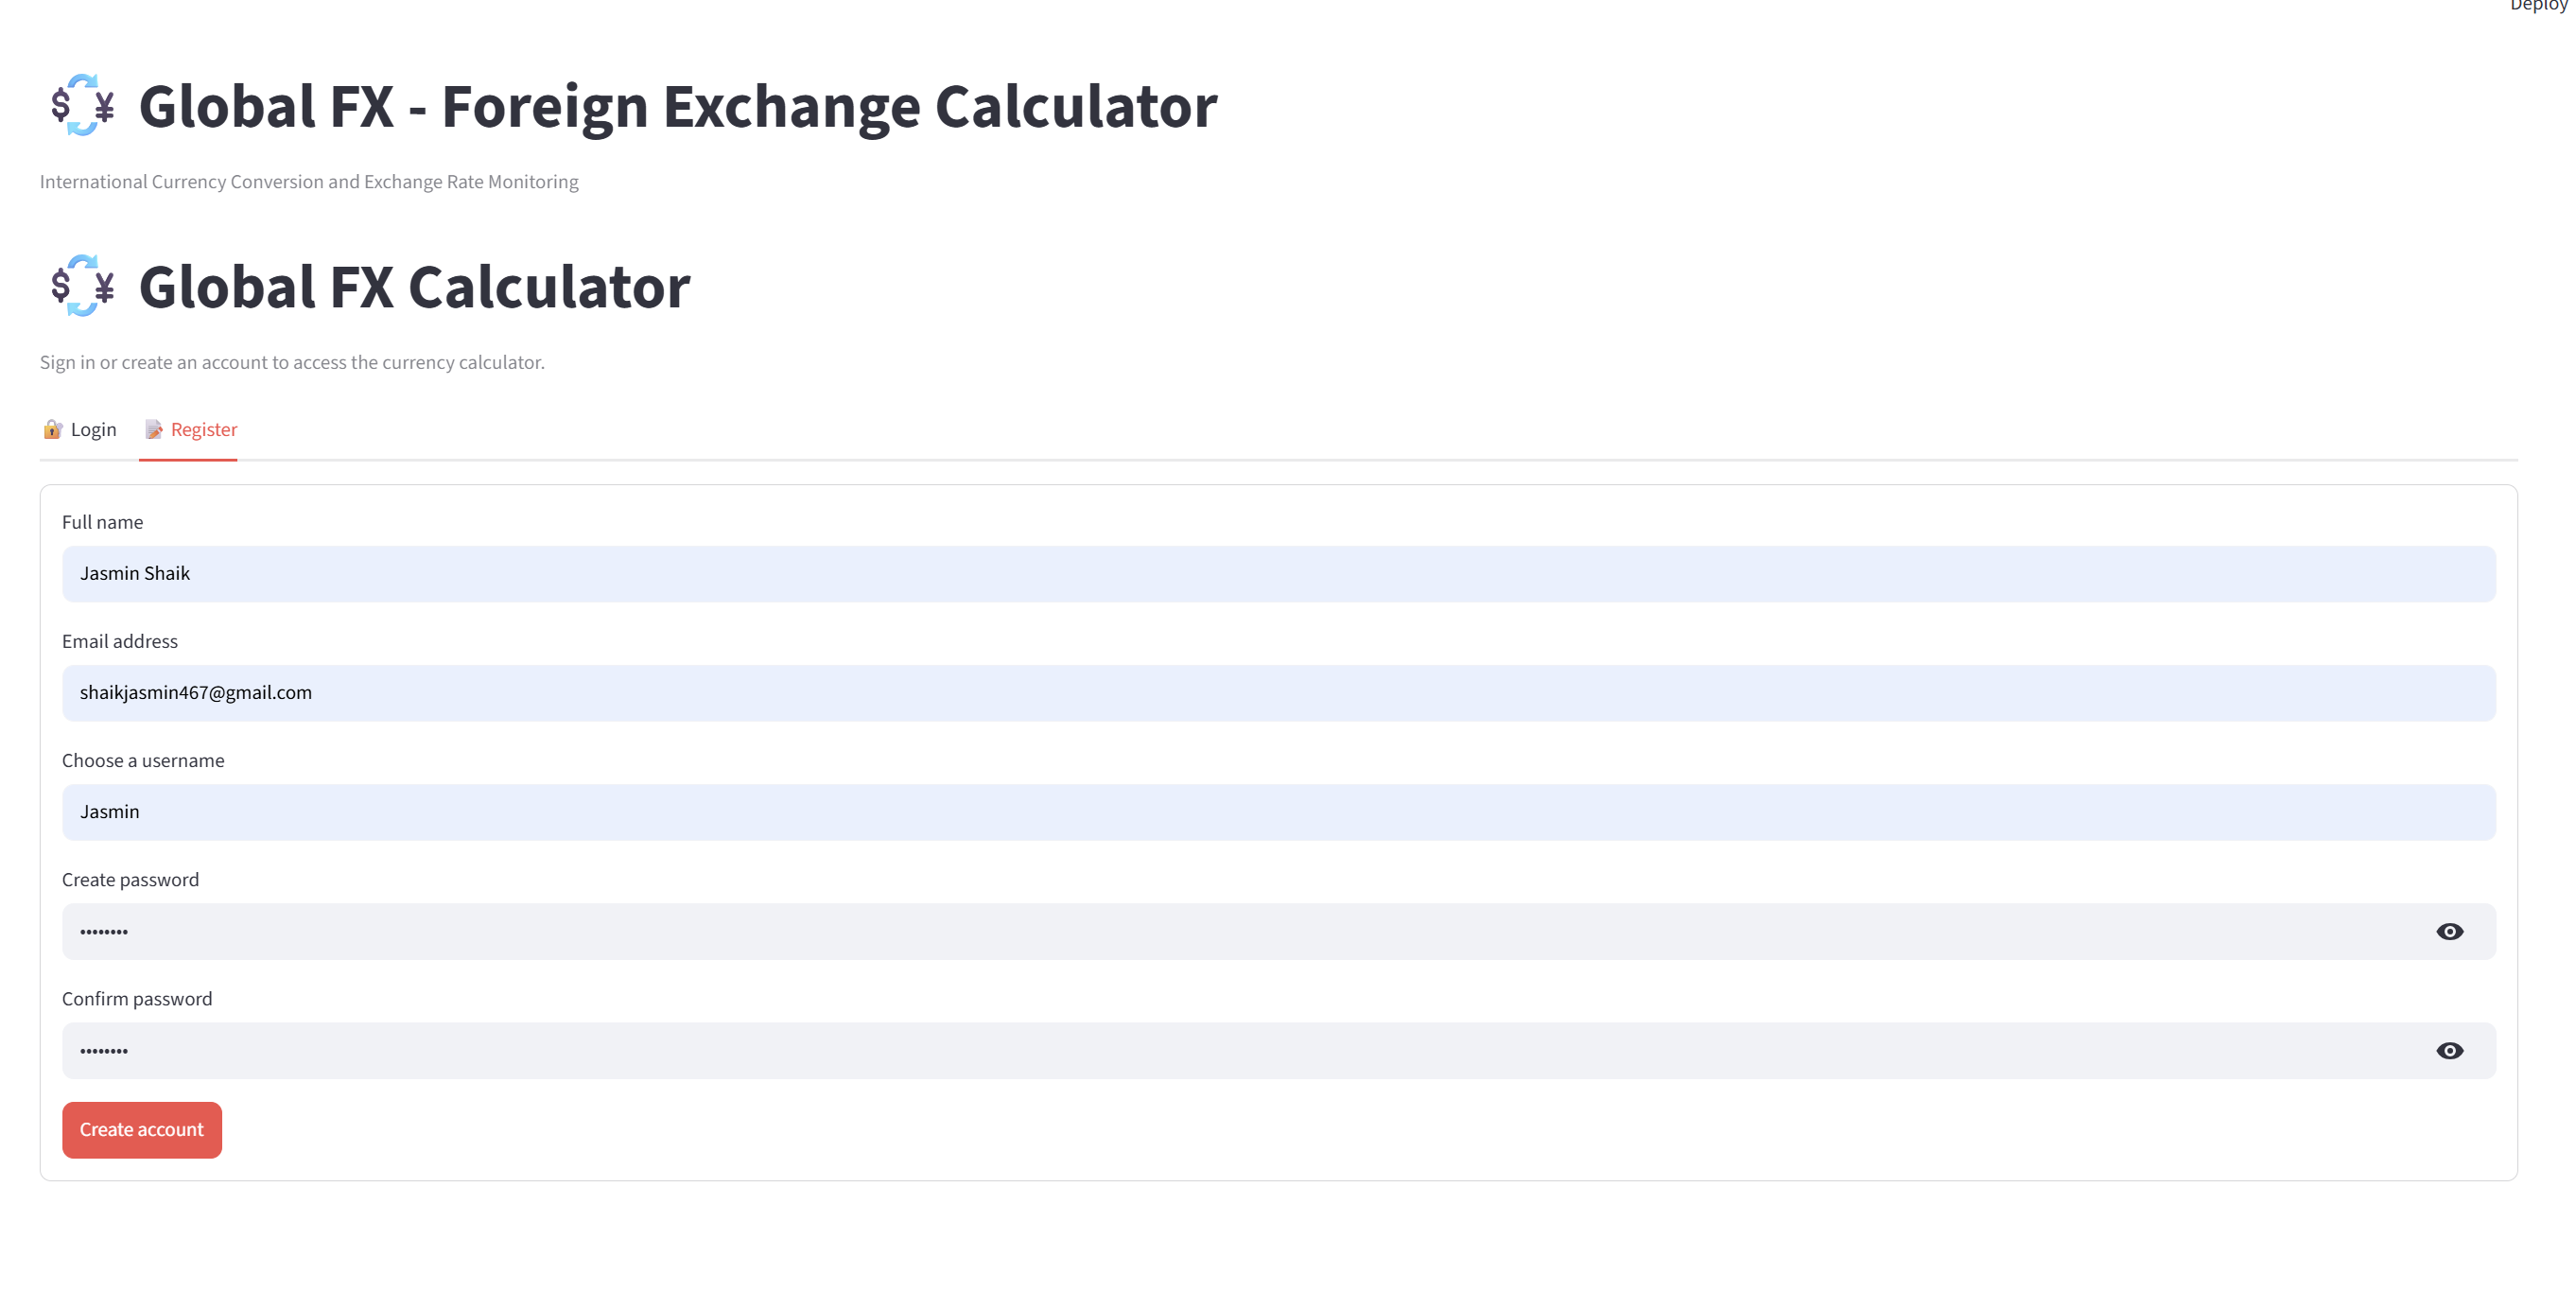 Deploy
Global FX - Foreign Exchange Calculator
International Currency Conversion and Exchange Rate Monitoring
Global FX Calculator
Sign in or create an account to access the currency calculator.
Login Register
Full name
Jasmin Shaik
Email address
shaikjasmin467@gmail.com
Choose a username
Jasmin
Create password
••••••••
Confirm password
••••••••
Create account